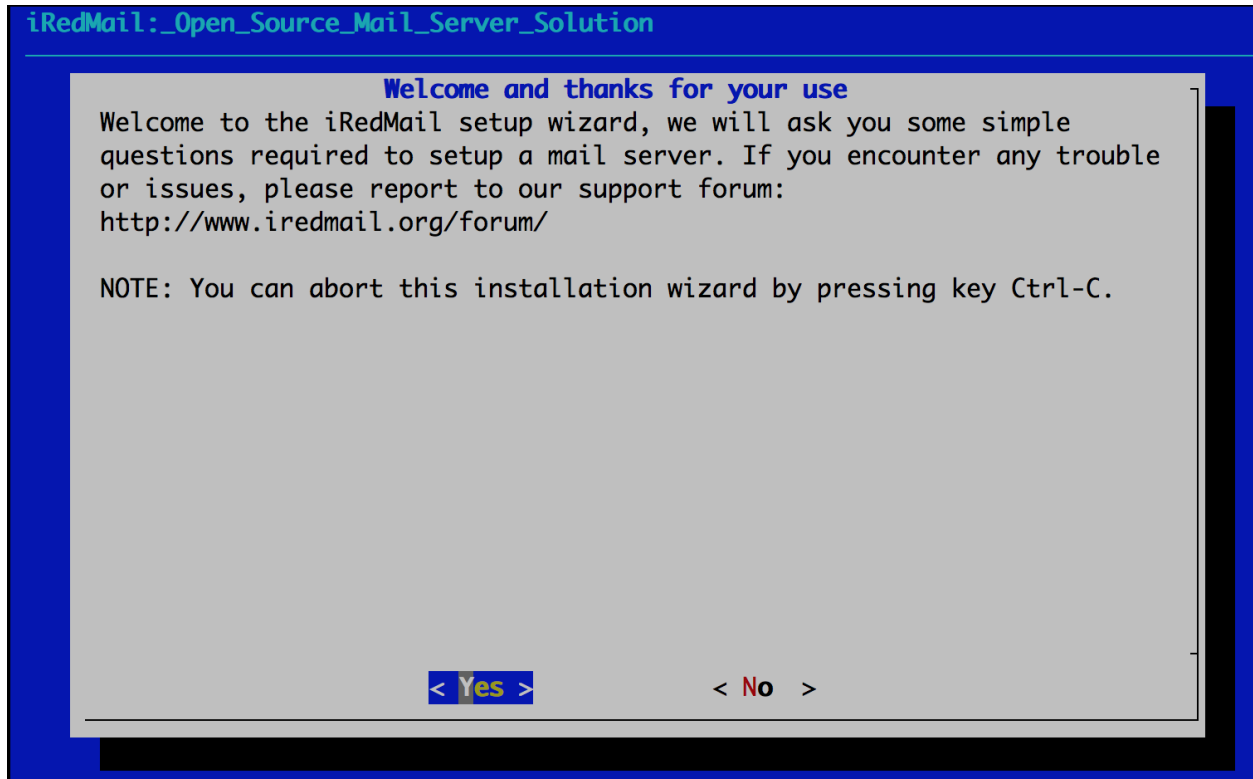 iRedMail:_Open_Source_Mail_Server_Solution
Welcome and thanks for your use
Welcome to the iRedMail setup wizard, we will ask you some simple
questions required to setup a mail server. If you encounter any trouble
or issues, please report to our support forum:
http://www.iredmail.org/forum/
NOTE: You can abort this installation wizard by pressing key Ctrl-C.
< Yes > < No >